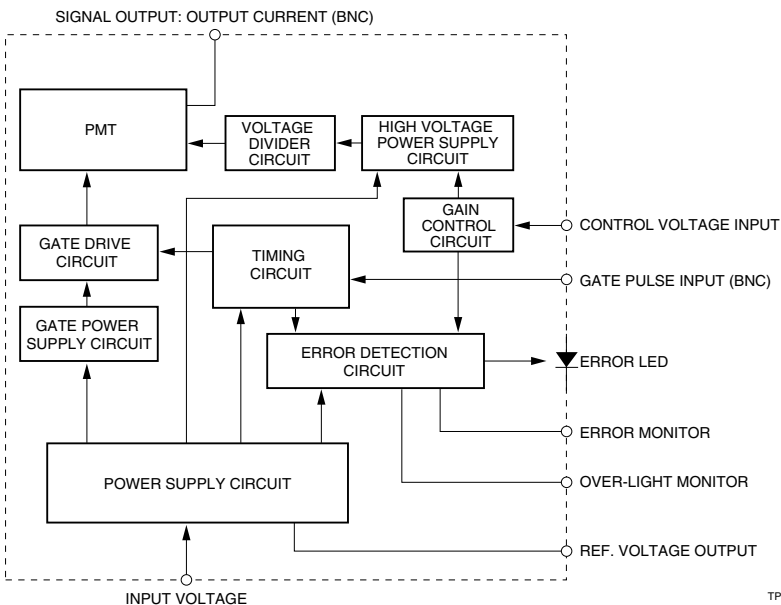 SIGNAL OUTPUT: OUTPUT CURRENT (BNC)
PMT
VOLTAGE
DIVIDER
CIRCUIT
HIGH VOLTAGE
POWER SUPPLY
CIRCUIT
GAIN
CONTROL
CIRCUIT
CONTROL VOLTAGE INPUT
GATE DRIVE
CIRCUIT
TIMING
CIRCUIT
GATE PULSE INPUT (BNC)
GATE POWER
SUPPLY CIRCUIT
ERROR DETECTION
CIRCUIT
ERROR LED
ERROR MONITOR
POWER SUPPLY CIRCUIT
OVER-LIGHT MONITOR
REF. VOLTAGE OUTPUT
INPUT VOLTAGE
TP